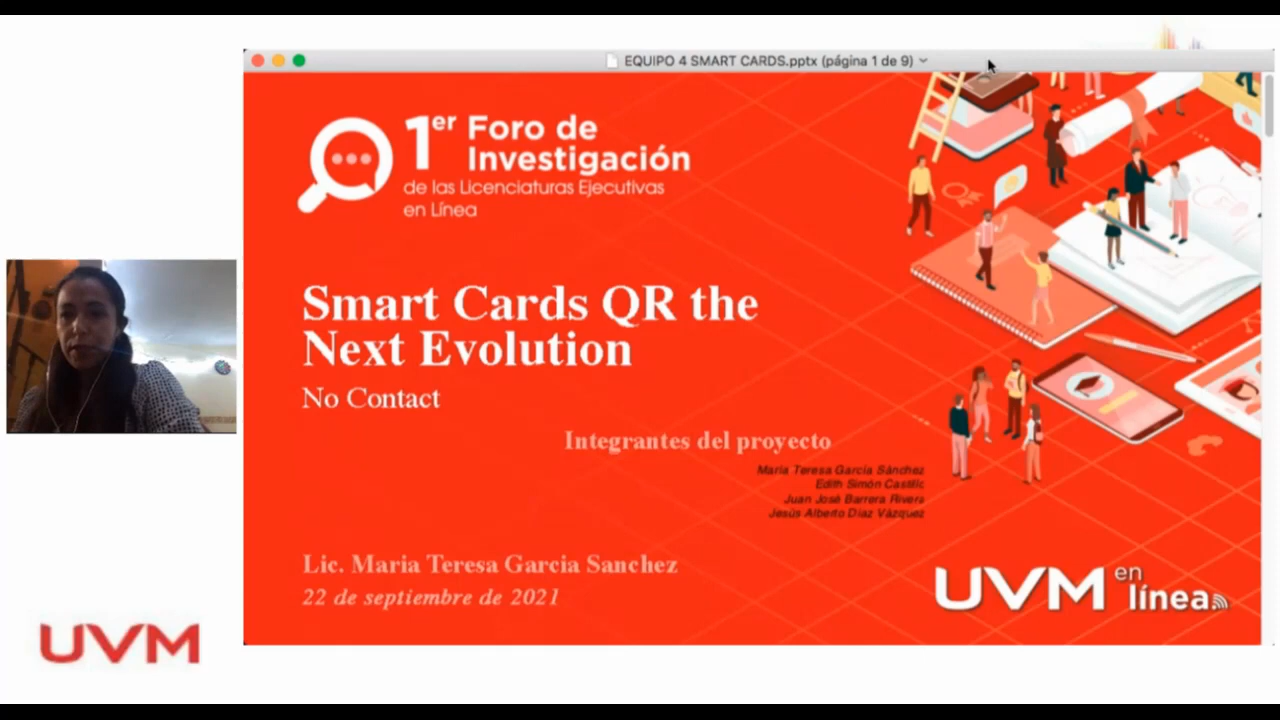 EQUIPO 4 SMART CARDS.pptx (página 1 de 9)
1er Foro de
Investigación
de las Licenciaturas Ejecutivas
en Línea
Smart Cards QR the
Next Evolution
No Contact
Integrantes del proyecto
María Teresa García Sánchez
Edith Simón Castillo
Juan José Barrera Rivera
Jesús Alberto Díaz Vázquez
Lic. Maria Teresa Garcia Sanchez
22 de septiembre de 2021
UVM en línea
UVM